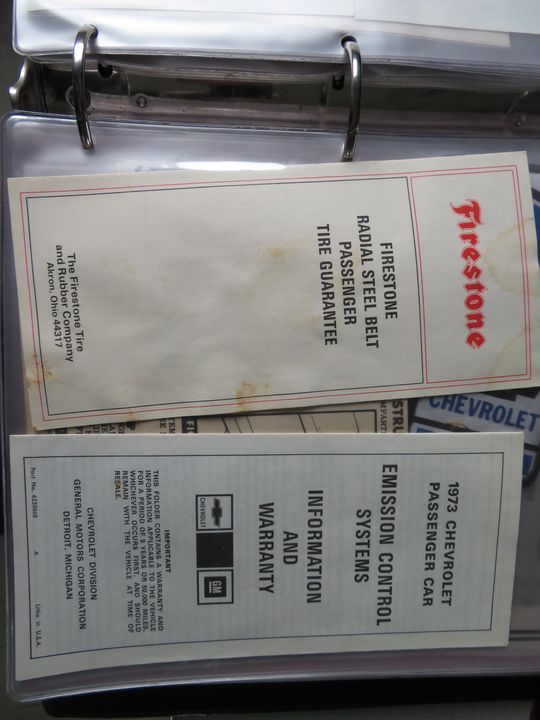 Firestone
FIRESTONE
RADIAL STEEL BELT
PASSENGER
TIRE GUARANTEE
The Firestone Tire
and Rubber Company
Akron, Ohio 44317
CHEVROLET
1973 CHEVROLET
PASSENGER CAR
EMISSION CONTROL
SYSTEMS
INFORMATION
AND
WARRANTY
CHEVROLET
GM
IMPORTANT
THIS FOLDER CONTAINS A WARRANTY AND
INFORMATION APPLICABLE TO THE VEHICLE
FOR A PERIOD OF 5 YEARS OR 50,000 MILES,
WHICHEVER OCCURS FIRST, AND SHOULD
REMAIN WITH THE VEHICLE AT TIME OF
RESALE.
CHEVROLET DIVISION
GENERAL MOTORS CORPORATION
DETROIT, MICHIGAN
Part No. 6259668 A Litho in U.S.A.